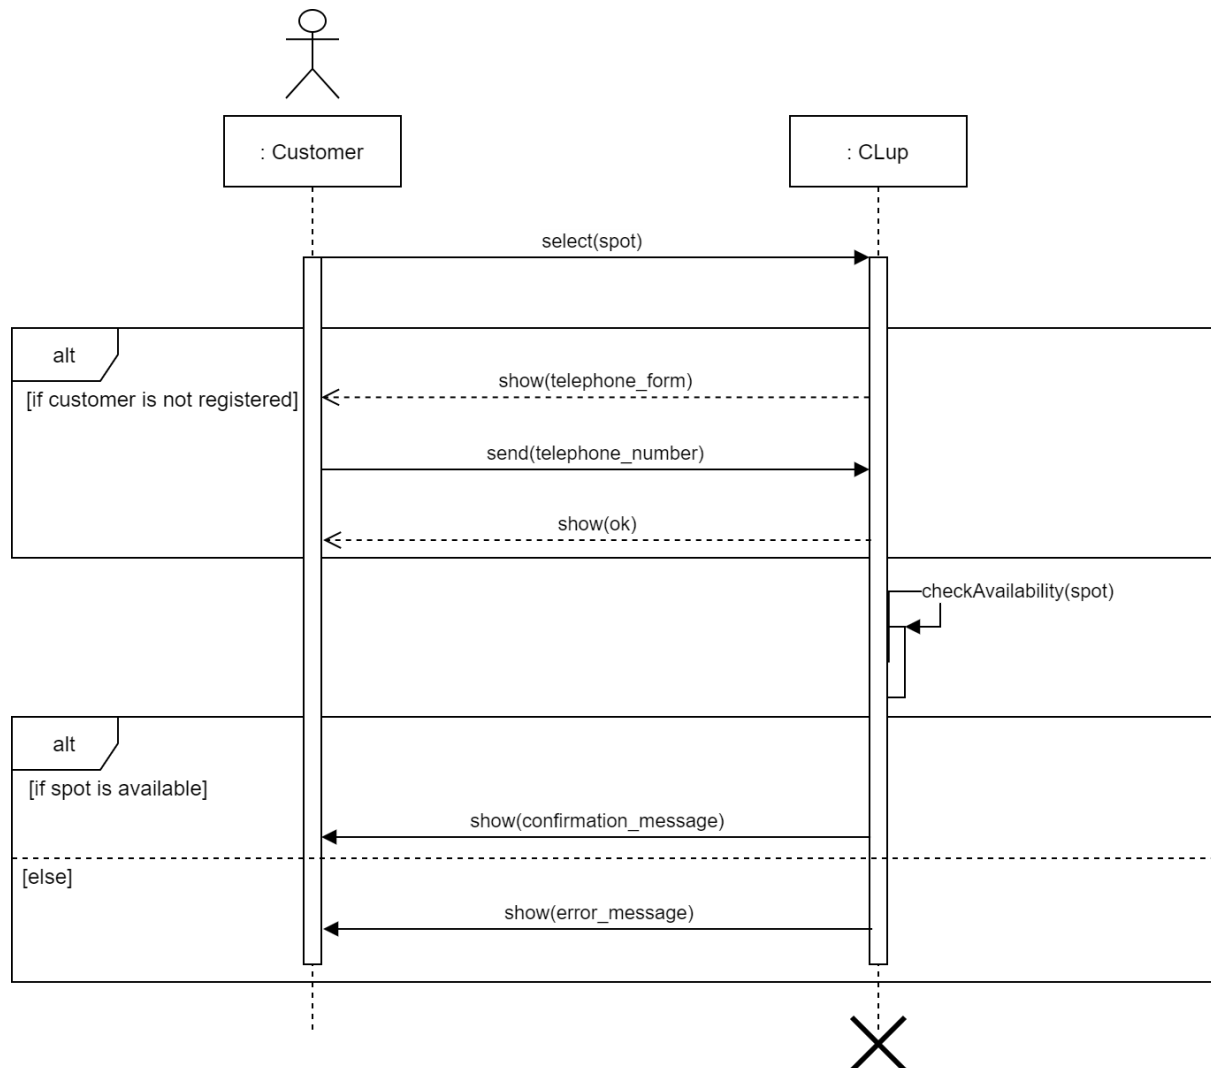 : Customer
: CLup
select(spot)
alt
show(telephone_form)
[if customer is not registered]
send(telephone_number)
show(ok)
checkAvailability(spot)
alt
[if spot is available]
show(confirmation_message)
[else]
show(error_message)